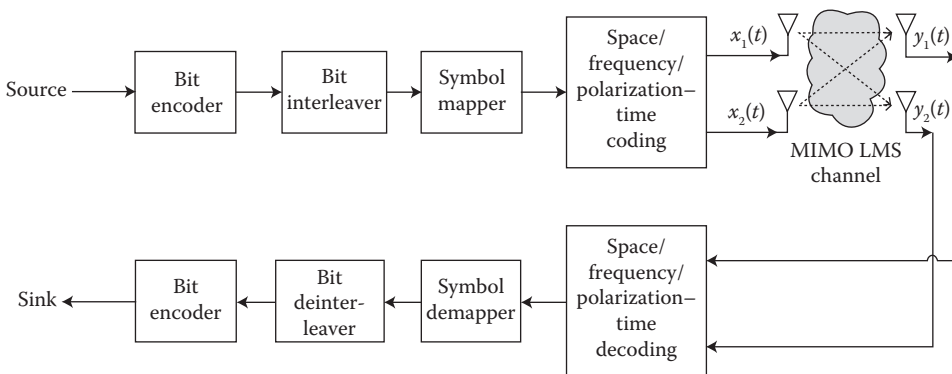 Source
Bit
encoder
Bit
interleaver
Symbol
mapper
Space/
frequency/
polarization–
time
coding
x1(t)
x2(t)
y1(t)
y2(t)
MIMO LMS
channel
Sink
Bit
encoder
Bit
deinter-
leaver
Symbol
demapper
Space/
frequency/
polarization–
time
decoding